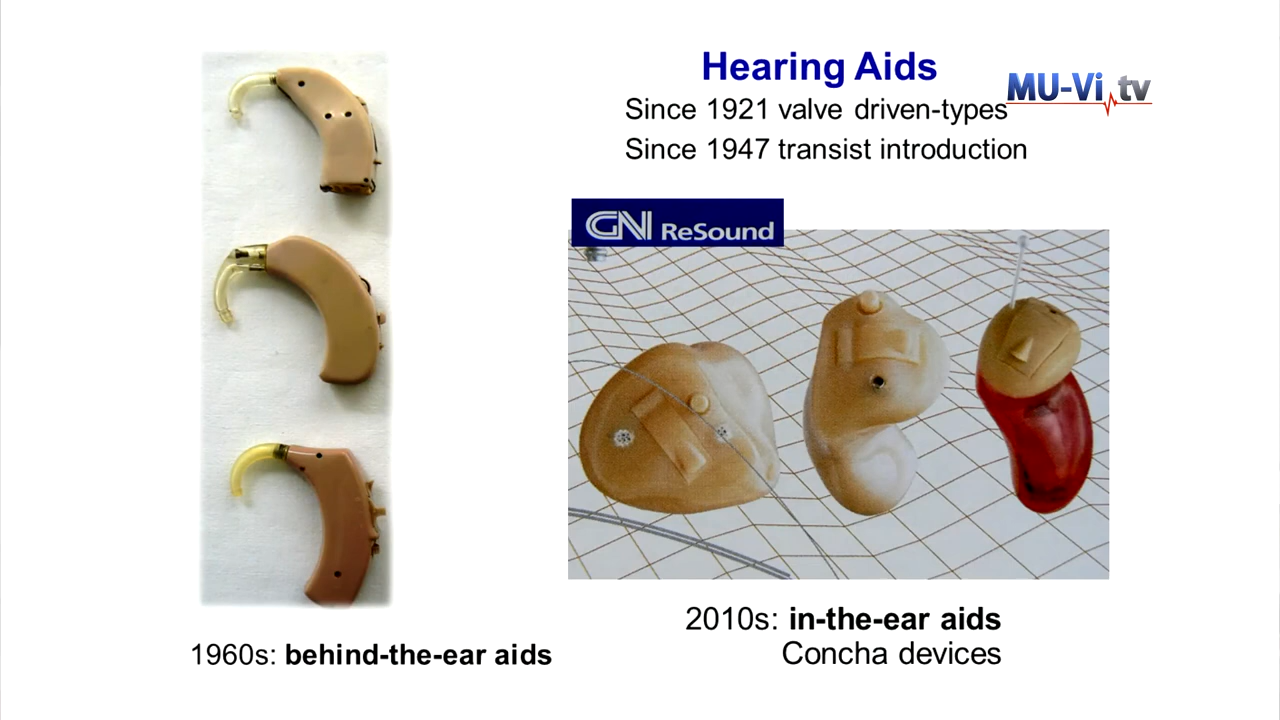 Hearing Aids
MU-Vi.tv
Since 1921 valve driven-types
Since 1947 transist introduction
GN ReSound
2010s: in-the-ear aids
Concha devices
1960s: behind-the-ear aids